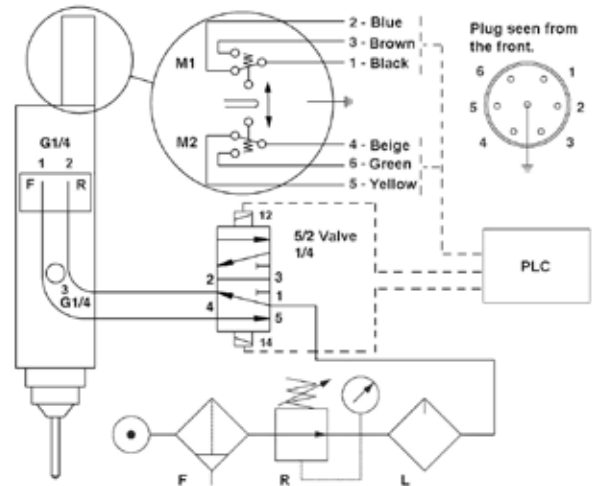 2 - Blue
3 - Brown
1 - Black
M1
M2
4 - Beige
6 - Green
5 - Yellow
Plug seen from
the front.
6 1
5 2
4 3
G1/4
1 2
F R
3
G1/4
12
5/2 Valve
1/4
2 3
1
4 5
14
PLC
F R L